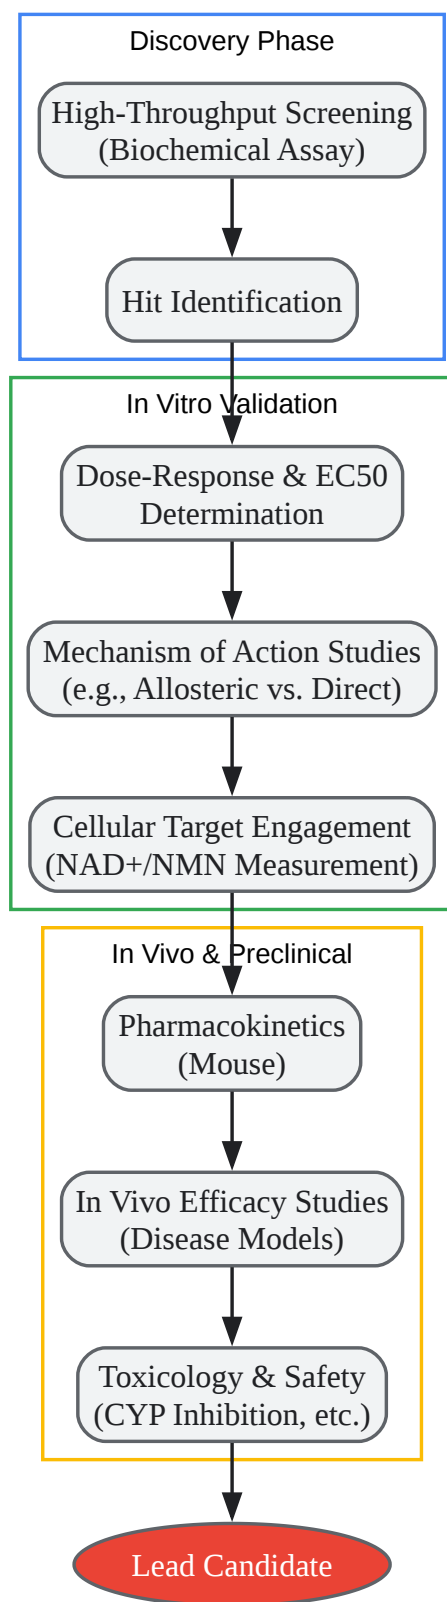 Discovery Phase
High-Throughput Screening
(Biochemical Assay)
Hit Identification
In Vitro Validation
Dose-Response & EC50
Determination
Mechanism of Action Studies
(e.g., Allosteric vs. Direct)
Cellular Target Engagement
(NAD+/NMN Measurement)
In Vivo & Preclinical
Pharmacokinetics
(Mouse)
In Vivo Efficacy Studies
(Disease Models)
Toxicology & Safety
(CYP Inhibition, etc.)
Lead Candidate